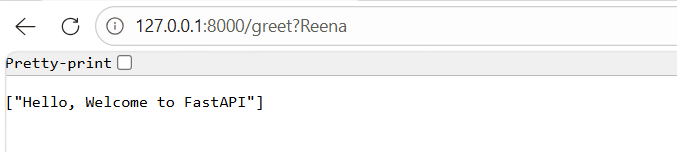 127.0.0.1:8000/greet?Reena
Pretty-print
["Hello, Welcome to FastAPI"]